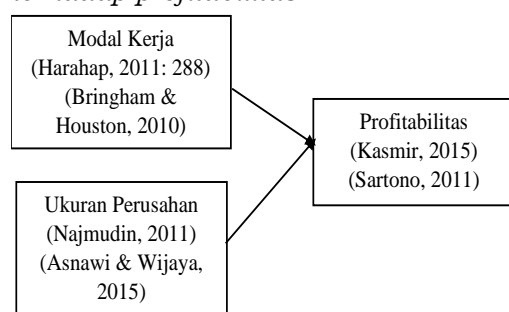 terhadap profitabilitas
Modal Kerja
(Harahap, 2011: 288)
(Bringham &
Houston, 2010)
Profitabilitas
(Kasmir, 2015)
(Sartono, 2011)
Ukuran Perusahan
(Najmudin, 2011)
(Asnawi & Wijaya,
2015)